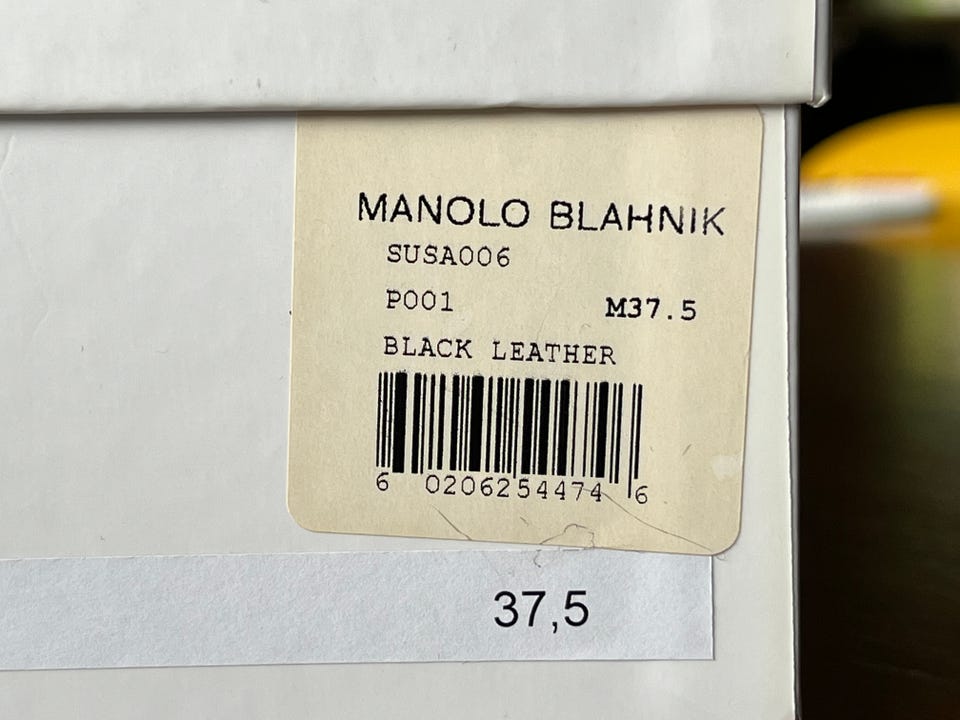 MANOLO BLAHNIK
SUSA006
P001 M37.5
BLACK LEATHER
6 0206254474 6
37,5